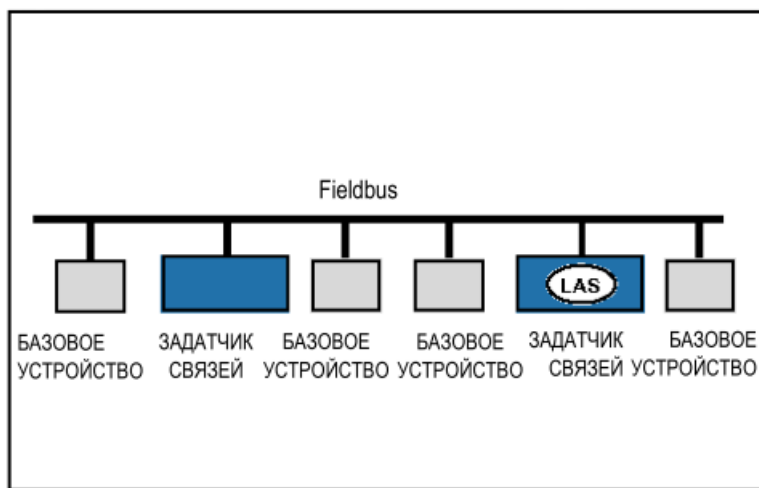 Fieldbus
LAS
БАЗОВОЕ
УСТРОЙСТВО
ЗАДАТЧИК
СВЯЗЕЙ
БАЗОВОЕ
УСТРОЙСТВО
БАЗОВОЕ
УСТРОЙСТВО
ЗАДАТЧИК
СВЯЗЕЙ
БАЗОВОЕ
УСТРОЙСТВО